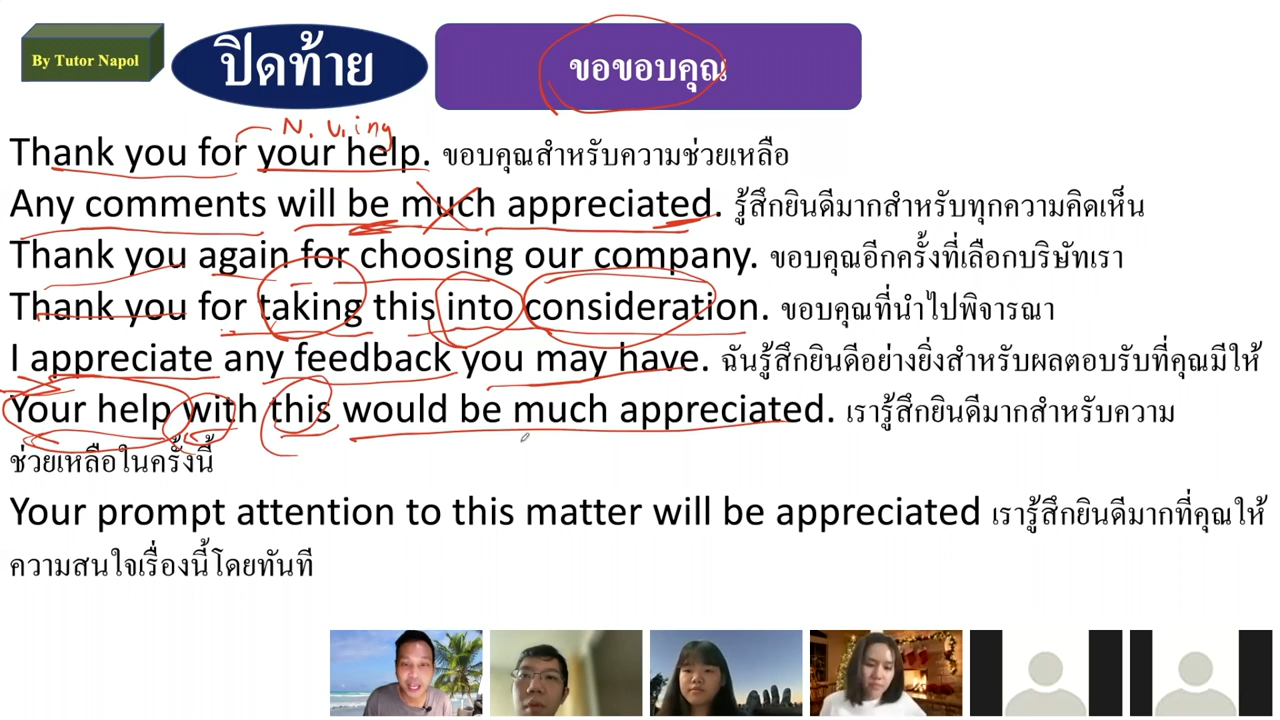 By Tutor Napol
ปิดท้าย
ขอขอบคุณ
N. V. ing
Thank you for your help. ขอบคุณสำหรับความช่วยเหลือ
Any comments will be much appreciated. รู้สึกยินดีมากสำหรับทุกความคิดเห็น
Thank you again for choosing our company. ขอบคุณอีกครั้งที่เลือกบริษัทเรา
Thank you for taking this into consideration. ขอบคุณที่นำไปพิจารณา
I appreciate any feedback you may have. ฉันรู้สึกยินดีอย่างยิ่งสำหรับผลตอบรับที่คุณมีให้
Your help with this would be much appreciated. เรารู้สึกยินดีมากสำหรับความ
ช่วยเหลือในครั้งนี้
Your prompt attention to this matter will be appreciated เรารู้สึกยินดีมากที่คุณให้
ความสนใจเรื่องนี้โดยทันที